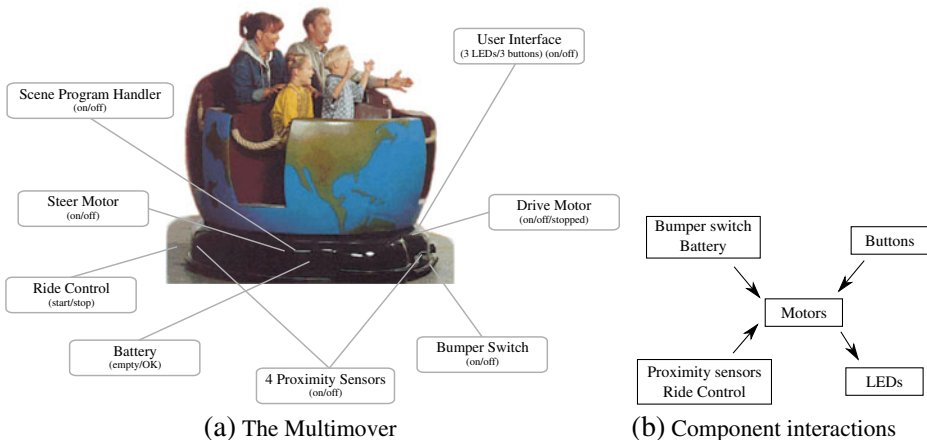 User Interface
(3 LEDs/3 buttons) (on/off)
Scene Program Handler
(on/off)
Steer Motor
(on/off)
Drive Motor
(on/off/stopped)
Ride Control
(start/stop)
Battery
(empty/OK)
4 Proximity Sensors
(on/off)
Bumper Switch
(on/off)
(a) The Multimover
Bumper switch
Battery
Buttons
Motors
Proximity sensors
Ride Control
LEDs
(b) Component interactions